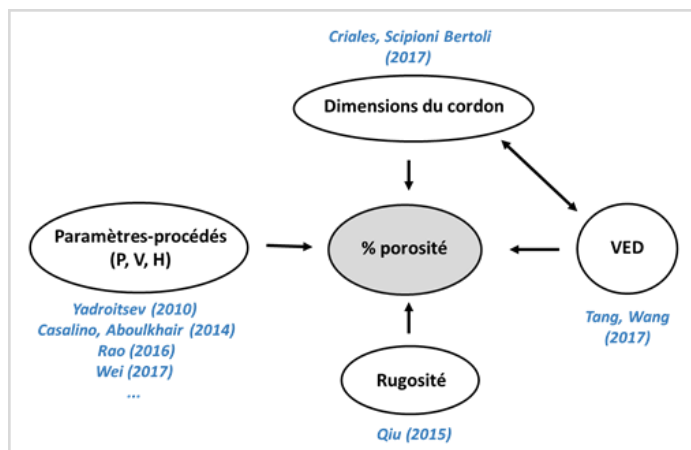 Criales, Scipioni Bertoli
(2017)
Dimensions du cordon
Paramètres-procédés
(P, V, H)
% porosité
VED
Yadroitsev (2010)
Casalino, Aboulkhair (2014)
Rao (2016)
Wei (2017)
...
Tang, Wang
(2017)
Rugosité
Qiu (2015)